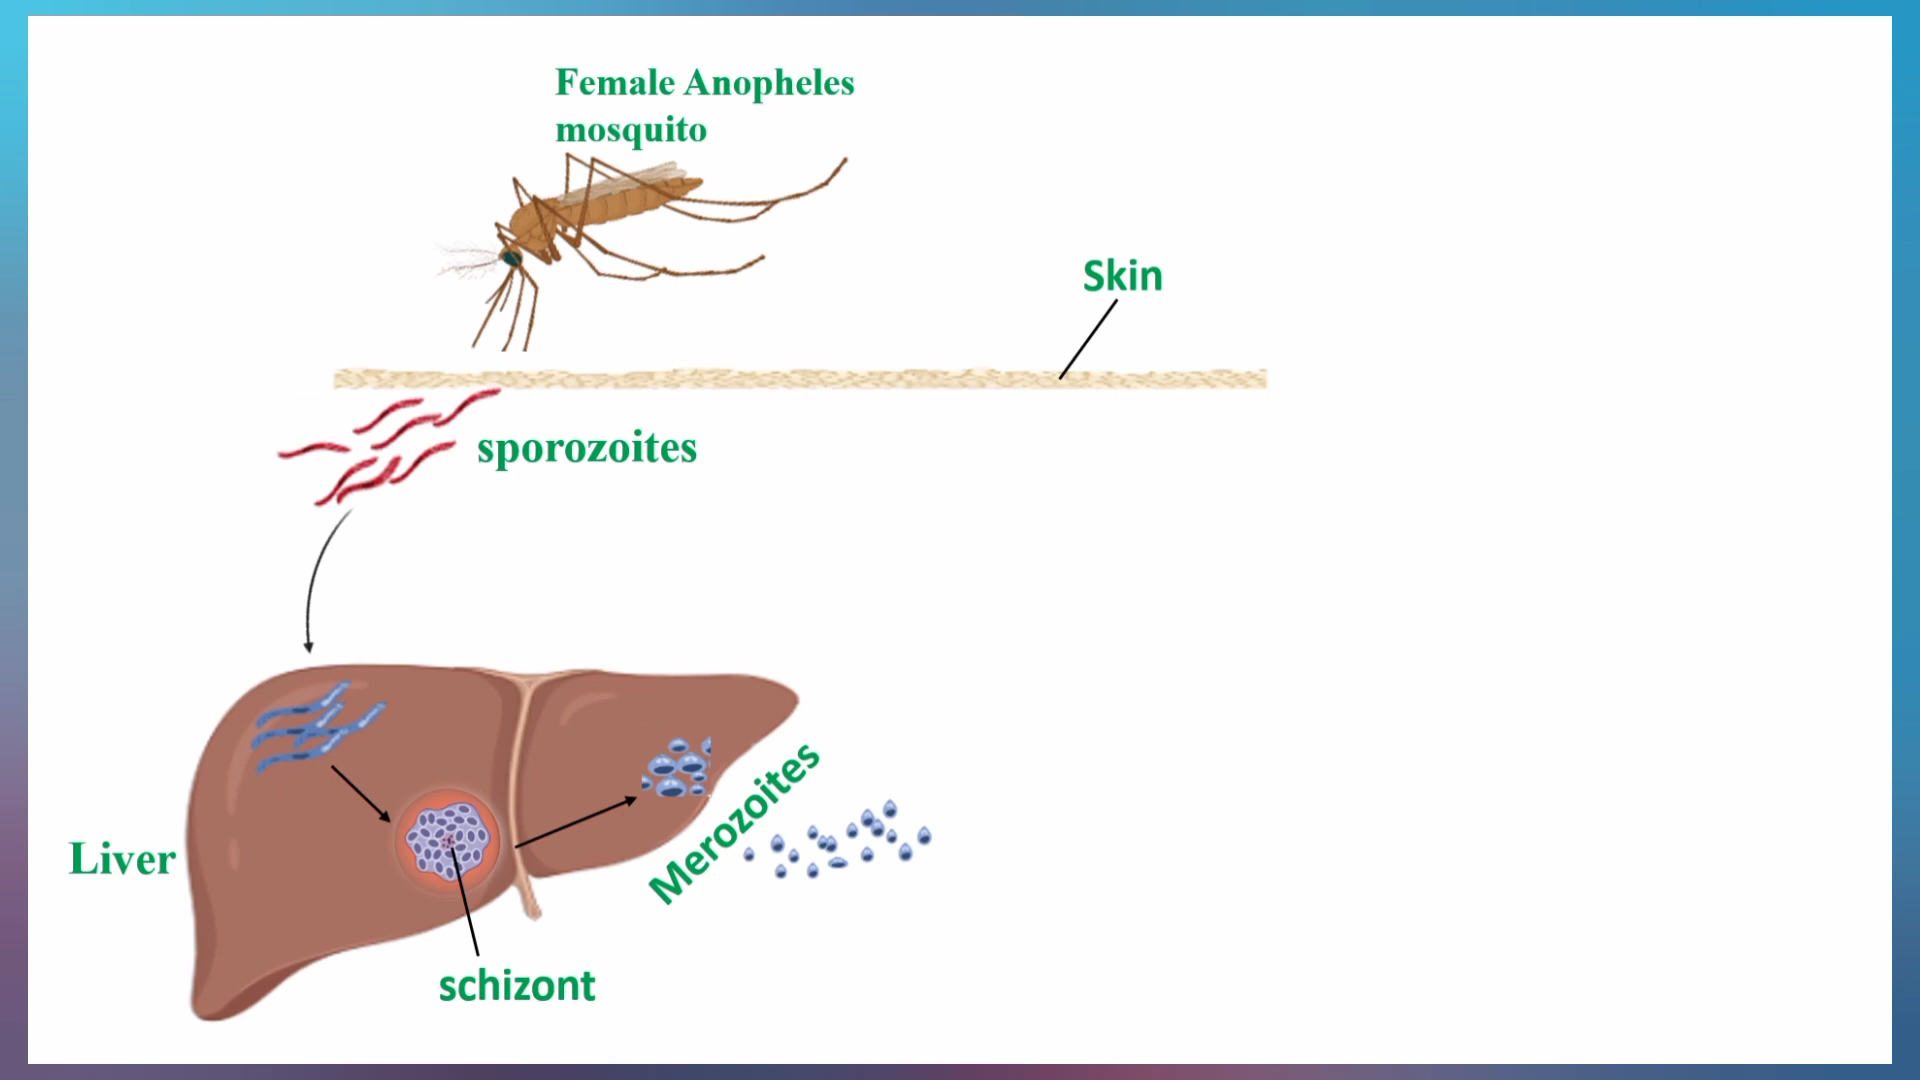 Female Anopheles
mosquito
Skin
sporozoites
Merozoites
Liver
schizont